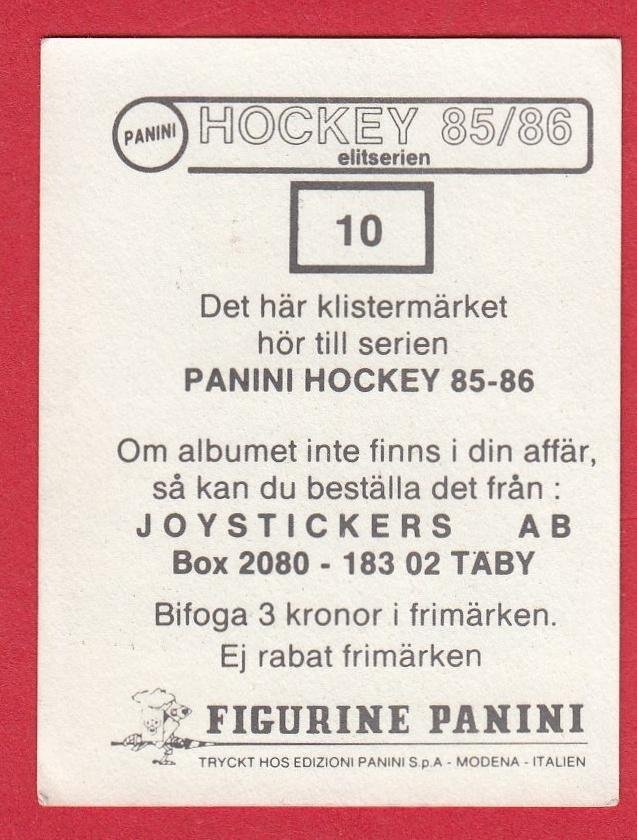 PANINI HOCKEY 85/86
elitserien
10
Det här klistermärket
hör till serien
PANINI HOCKEY 85-86
Om albumet inte finns i din affär,
så kan du beställa det från :
JOYSTICKERS AB
Box 2080 - 183 02 TÄBY
Bifoga 3 kronor i frimärken.
Ej rabat frimärken
FIGURINE PANINI
TRYCKT HOS EDIZIONI PANINI S.p.A - MODENA - ITALIEN